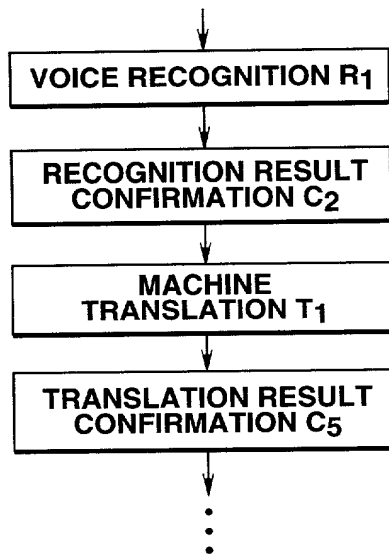 VOICE RECOGNITION R1
RECOGNITION RESULT
CONFIRMATION C2
MACHINE
TRANSLATION T1
TRANSLATION RESULT
CONFIRMATION C5